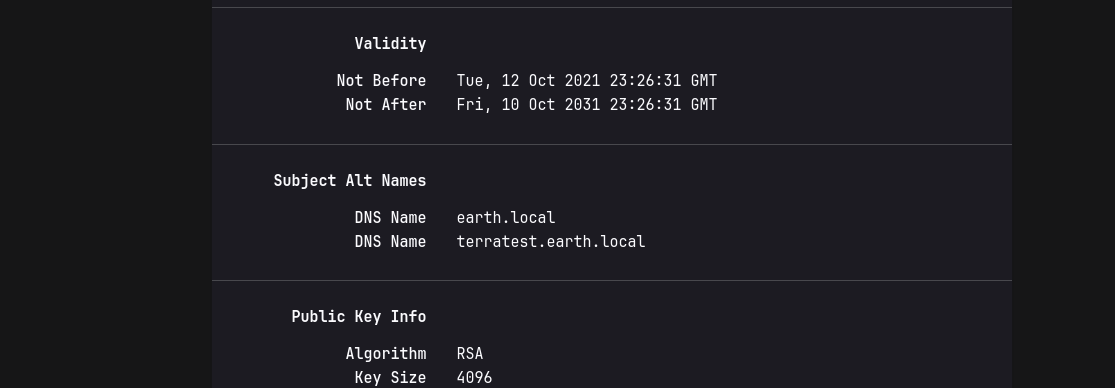 Validity
Not Before Tue, 12 Oct 2021 23:26:31 GMT
Not After Fri, 10 Oct 2031 23:26:31 GMT
Subject Alt Names
DNS Name earth.local
DNS Name terratest.earth.local
Public Key Info
Algorithm RSA
Key Size 4096